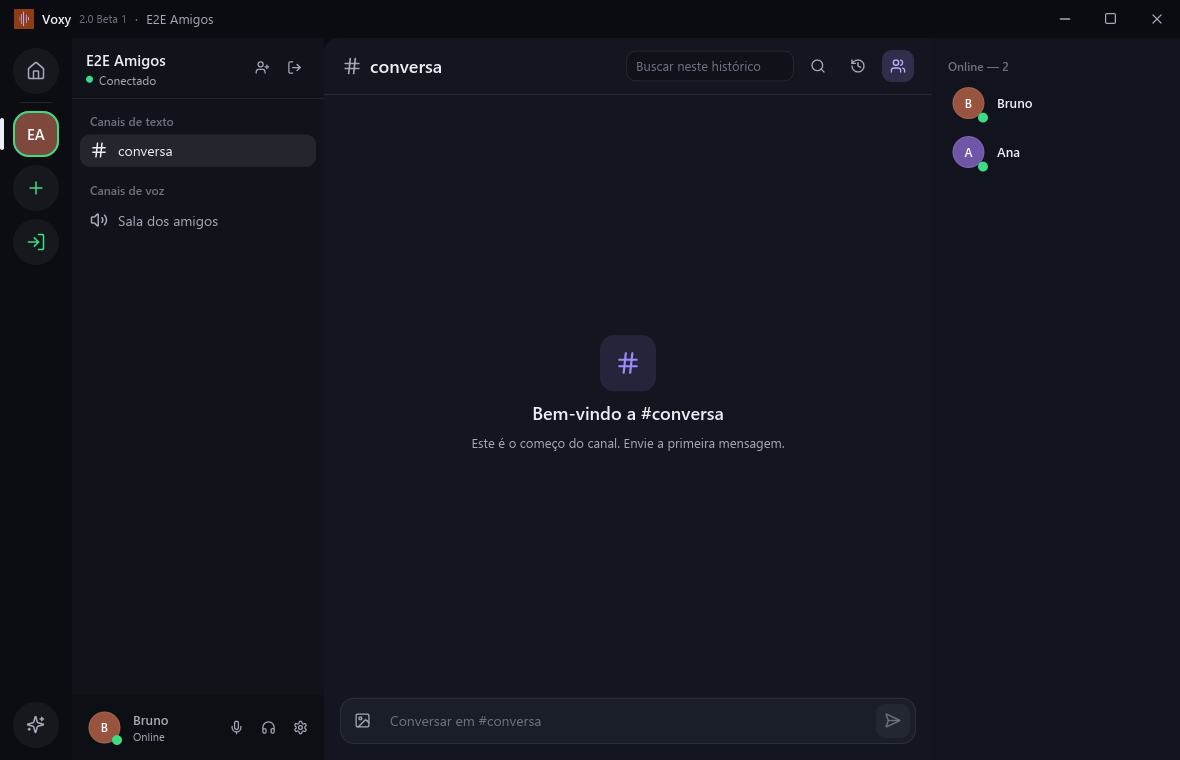 Voxy 2.0 Beta 1 · E2E Amigos
E2E Amigos
Conectado
EA
Canais de texto
conversa
Canais de voz
Sala dos amigos
B
Bruno
Online
conversa
Buscar neste histórico
Bem-vindo a #conversa
Este é o começo do canal. Envie a primeira mensagem.
Conversar em #conversa
Online — 2
B Bruno
A Ana